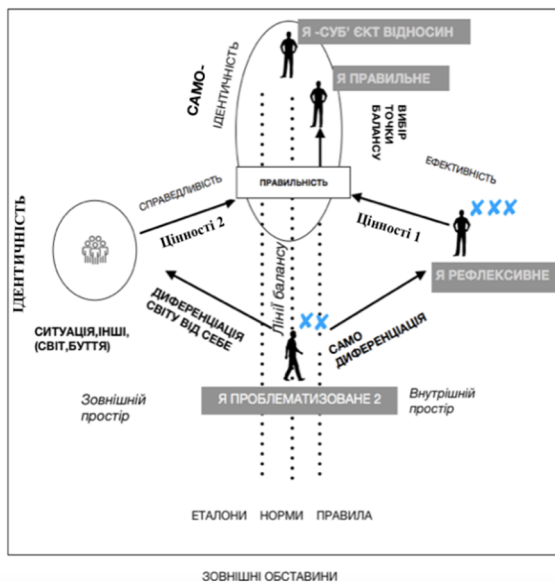 Я -СУБ' ЄКТ ВІДНОСИН
Я ПРАВИЛЬНЕ
САМО-
ІДЕНТИЧНІСТЬ
ВИБІР
ТОЧКИ
БАЛАНСУ
ЕФЕКТИВНІСТЬ
СПРАВЕДЛИВІСТЬ
ПРАВИЛЬНІСТЬ
Цінності 2
Цінності 1
Я РЕФЛЕКСИВНЕ
ІДЕНТИЧНІСТЬ
Лінії балансу
СИТУАЦІЯ,ІНШІ,
(СВІТ,БУТТЯ)
ДИФЕРЕНЦІАЦІЯ
СВІТУ ВІД СЕБЕ
САМО
ДИФЕРЕНЦІАЦІЯ
Зовнішній
простір
Я ПРОБЛЕМАТИЗОВАНЕ 2
Внутрішній
простір
ЕТАЛОНИ НОРМИ ПРАВИЛА
ЗОВНІШНІ ОБСТАВИНИ